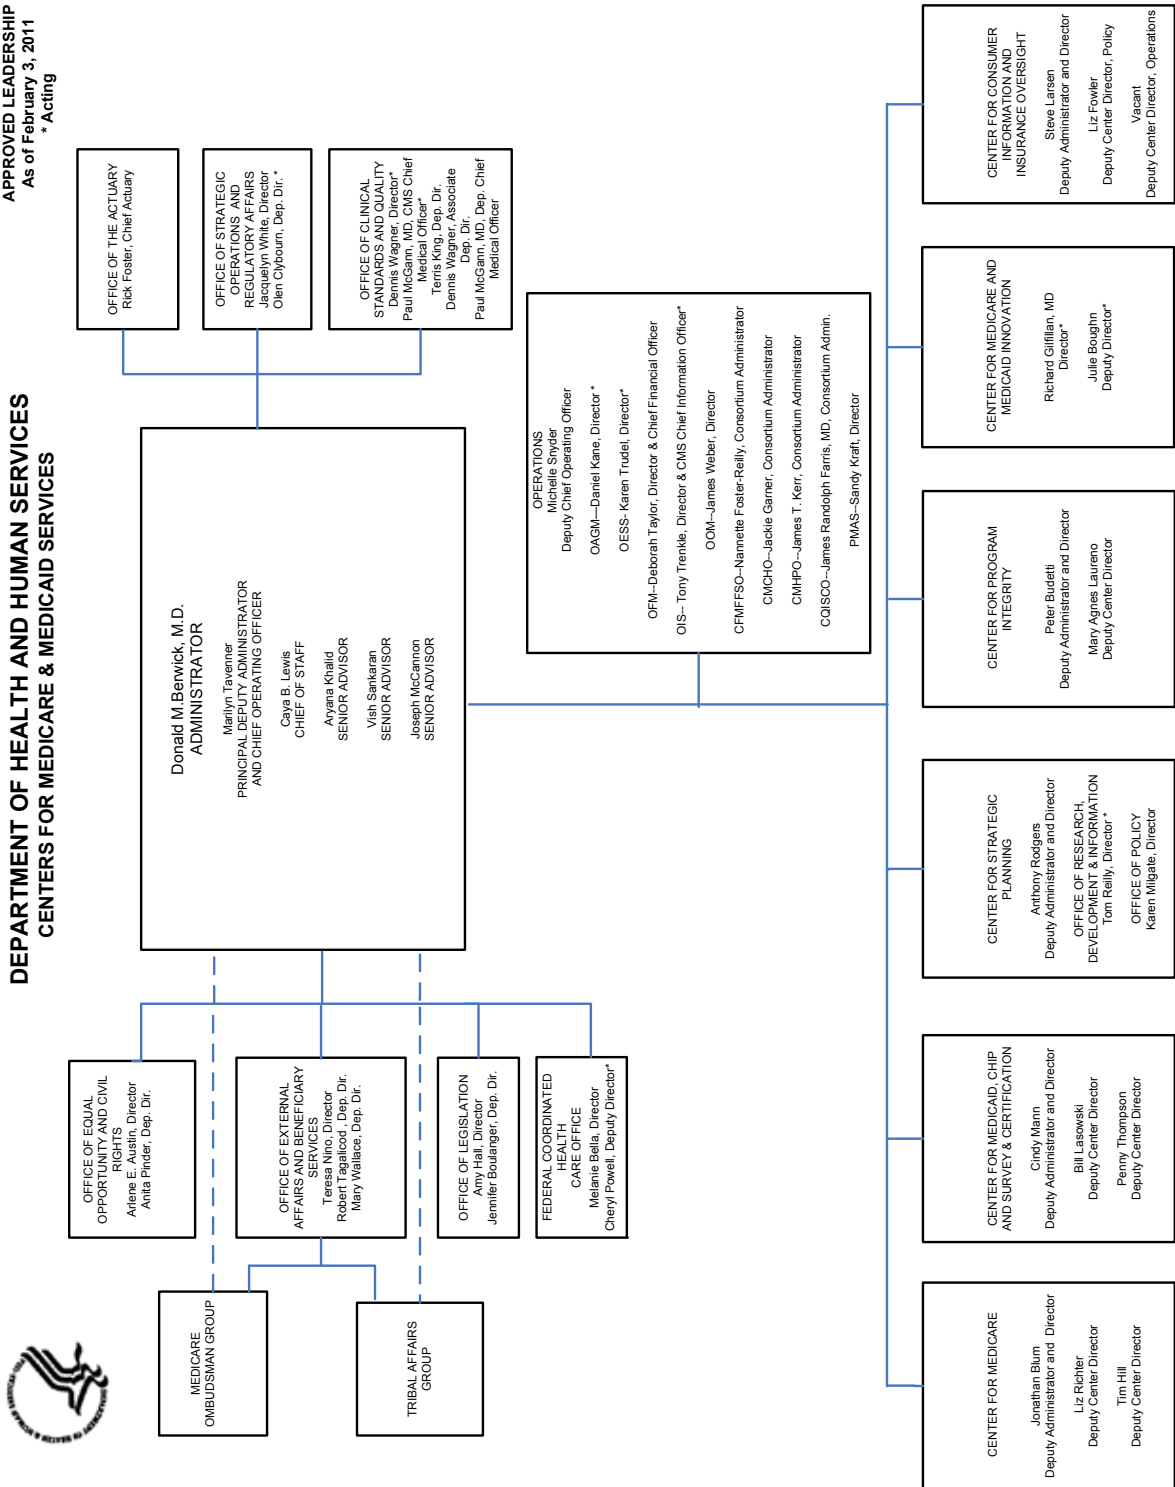 APPROVED LEADERSHIP
As of February 3, 2011
* Acting
DEPARTMENT OF HEALTH AND HUMAN SERVICES
CENTERS FOR MEDICARE & MEDICAID SERVICES
Donald M.Berwick, M.D.
ADMINISTRATOR
Marilyn Tavenner
PRINCIPAL DEPUTY ADMINISTRATOR
AND CHIEF OPERATING OFFICER
Caya B. Lewis
CHIEF OF STAFF
Aryana Khalid
SENIOR ADVISOR
Vish Sankaran
SENIOR ADVISOR
Joseph McCannon
SENIOR ADVISOR
OFFICE OF EQUAL
OPPORTUNITY AND CIVIL
RIGHTS
Arlene E. Austin, Director
Anita Pinder, Dep. Dir.
OFFICE OF EXTERNAL
AFFAIRS AND BENEFICIARY
SERVICES
Teresa Nino, Director
Robert Tagalicod , Dep. Dir.
Mary Wallace, Dep. Dir.
OFFICE OF LEGISLATION
Amy Hall, Director
Jennifer Boulanger, Dep. Dir.
FEDERAL COORDINATED
HEALTH
CARE OFFICE
Melanie Bella, Director
Cheryl Powell, Deputy Director*
MEDICARE
OMBUDSMAN GROUP
TRIBAL AFFAIRS
GROUP
OFFICE OF THE ACTUARY
Rick Foster, Chief Actuary
OFFICE OF STRATEGIC
OPERATIONS AND
REGULATORY AFFAIRS
Jacquelyn White, Director
Olen Clybourn, Dep. Dir.*
OFFICE OF CLINICAL
STANDARDS AND QUALITY
Dennis Wagner, Director*
Paul McGann, MD, CMS Chief
Medical Officer*
Terris King, Dep. Dir.
Dennis Wagner, Associate
Dep. Dir.
Paul McGann, MD, Dep. Chief
Medical Officer
OPERATIONS
Michelle Snyder
Deputy Chief Operating Officer
OAGM—Daniel Kane, Director *
OESS- Karen Trudel, Director*
OFM--Deborah Taylor, Director & Chief Financial Officer
OIS-- Tony Trenkle, Director & CMS Chief Information Officer*
OOM--James Weber, Director
CFMFFSO--Nannette Foster-Reilly, Consortium Administrator
CMCHO--Jackie Garner, Consortium Administrator
CMHPO--James T. Kerr, Consortium Administrator
CQISCO--James Randolph Farris, MD, Consortium Admin.
PMAS--Sandy Kraft, Director
CENTER FOR MEDICARE
Jonathan Blum
Deputy Administrator and Director
Liz Richter
Deputy Center Director
Tim Hill
Deputy Center Director
CENTER FOR MEDICAID, CHIP
AND SURVEY & CERTIFICATION
Cindy Mann
Deputy Administrator and Director
Bill Lasowski
Deputy Center Director
Penny Thompson
Deputy Center Director
CENTER FOR STRATEGIC
PLANNING
Anthony Rodgers
Deputy Administrator and Director
OFFICE OF RESEARCH,
DEVELOPMENT & INFORMATION
Tom Reilly, Director *
OFFICE OF POLICY
Karen Milgate, Director
CENTER FOR PROGRAM
INTEGRITY
Peter Budetti
Deputy Administrator and Director
Mary Agnes Laureno
Deputy Center Director
CENTER FOR MEDICARE AND
MEDICAID INNOVATION
Richard Gilfillan, MD
Director*
Julie Boughn
Deputy Director*
CENTER FOR CONSUMER
INFORMATION AND
INSURANCE OVERSIGHT
Steve Larsen
Deputy Administrator and Director
Liz Fowler
Deputy Center Director, Policy
Vacant
Deputy Center Director, Operations